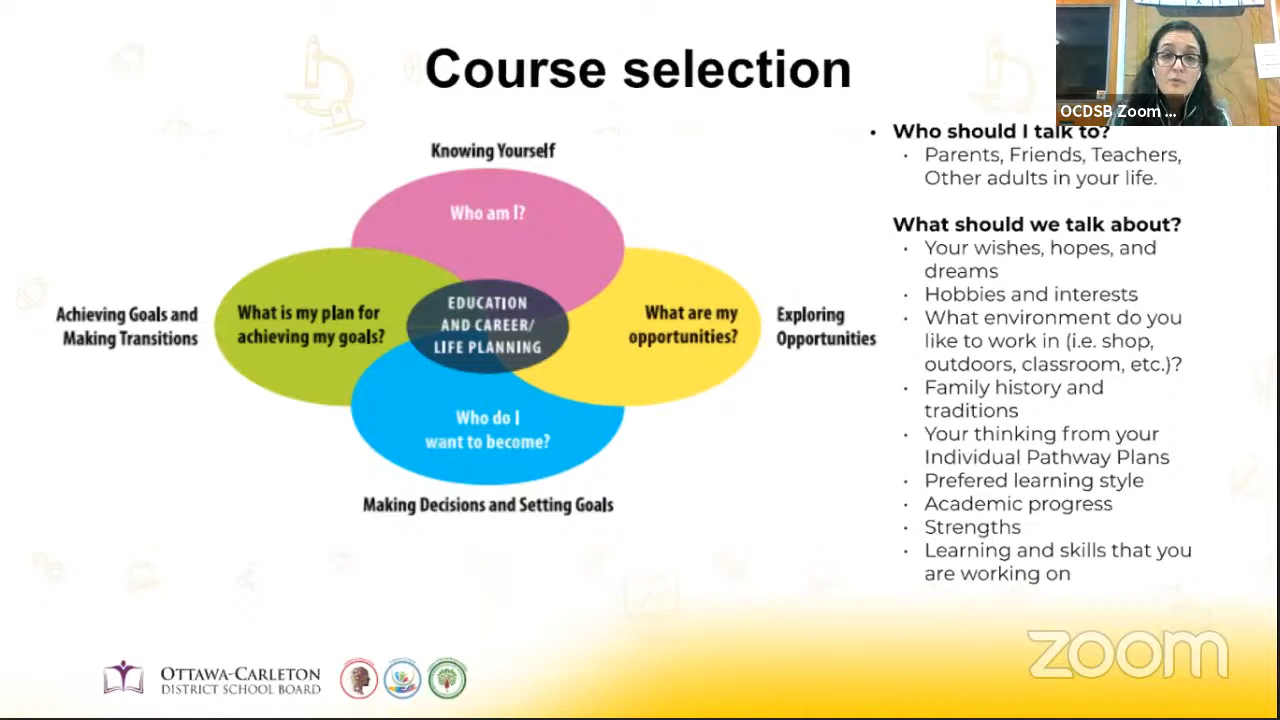 Course selection
OCDSB Zoom ...
Knowing Yourself
Who am I?
Achieving Goals and
Making Transitions
What is my plan for
achieving my goals?
EDUCATION
AND CAREER/
LIFE PLANNING
What are my
opportunities?
Exploring
Opportunities
Who do I
want to become?
Making Decisions and Setting Goals
• Who should I talk to?
• Parents, Friends, Teachers,
Other adults in your life.
What should we talk about?
• Your wishes, hopes, and
dreams
• Hobbies and interests
• What environment do you
like to work in (i.e. shop,
outdoors, classroom, etc.)?
• Family history and
traditions
• Your thinking from your
Individual Pathway Plans
• Prefered learning style
• Academic progress
• Strengths
• Learning and skills that you
are working on
OTTAWA-CARLETON
DISTRICT SCHOOL BOARD
zoom